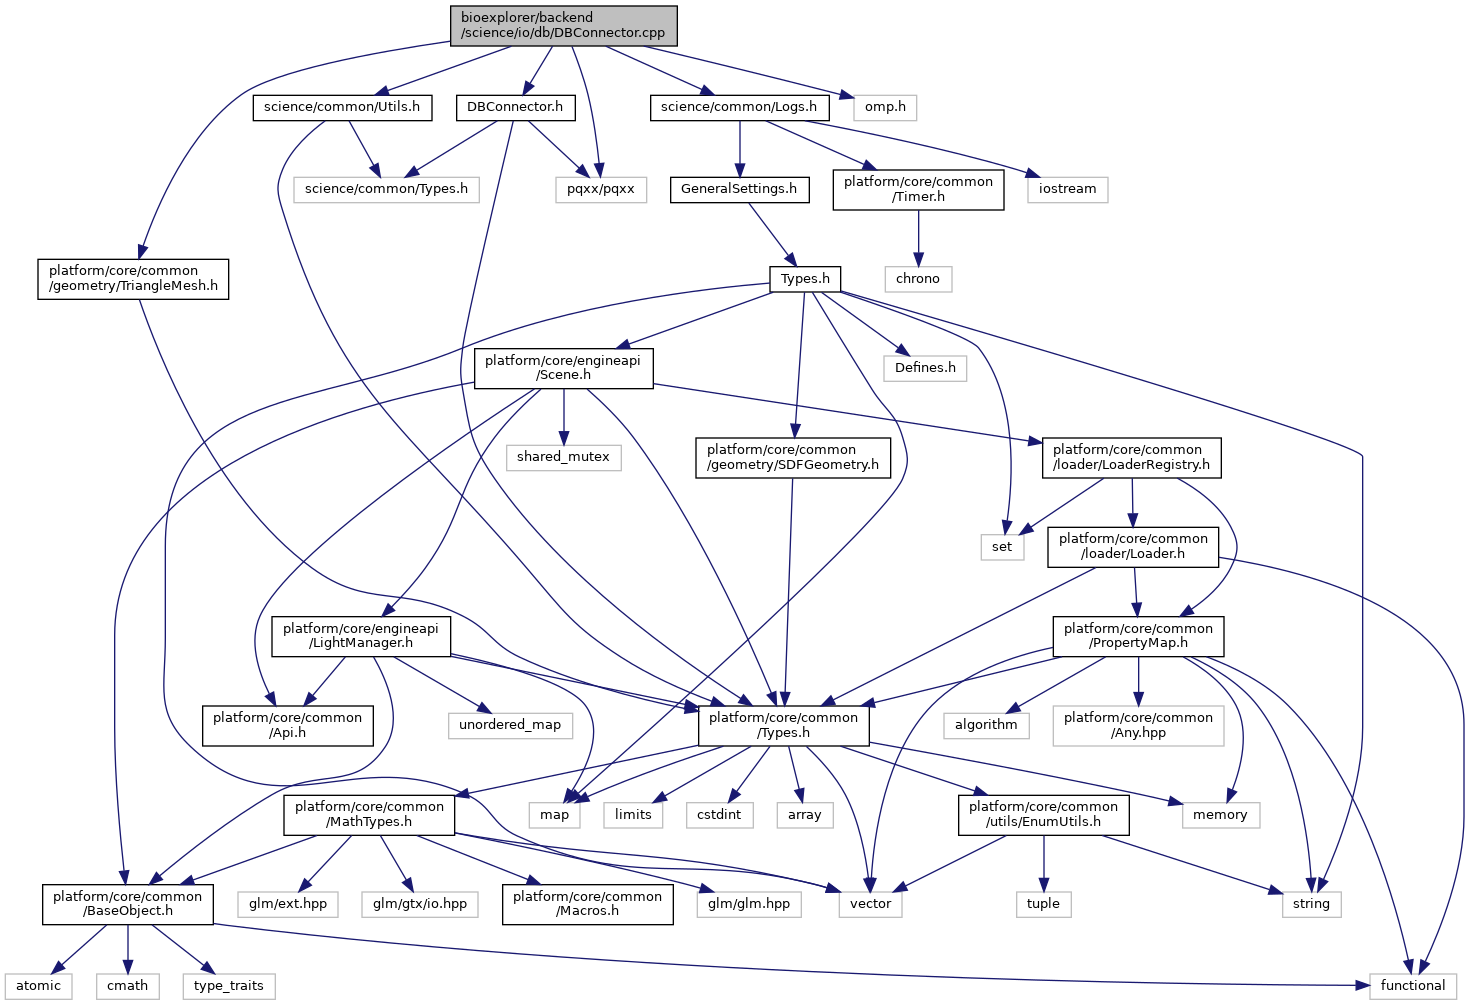 bioexplorer/backend
/science/io/db/DBConnector.cpp
science/common/Utils.h
DBConnector.h
science/common/Logs.h
omp.h
science/common/Types.h
pqxx/pqxx
GeneralSettings.h
platform/core/common
/Timer.h
iostream
platform/core/common
/geometry/TriangleMesh.h
Types.h
chrono
platform/core/engineapi
/Scene.h
Defines.h
shared_mutex
platform/core/common
/geometry/SDFGeometry.h
platform/core/common
/loader/LoaderRegistry.h
set
platform/core/common
/loader/Loader.h
platform/core/engineapi
/LightManager.h
platform/core/common
/PropertyMap.h
platform/core/common
/Api.h
unordered_map
platform/core/common
/Types.h
algorithm
platform/core/common
/Any.hpp
platform/core/common
/MathTypes.h
map
limits
cstdint
array
platform/core/common
/utils/EnumUtils.h
memory
platform/core/common
/BaseObject.h
glm/ext.hpp
glm/gtx/io.hpp
platform/core/common
/Macros.h
glm/glm.hpp
vector
tuple
string
atomic
cmath
type_traits
functional